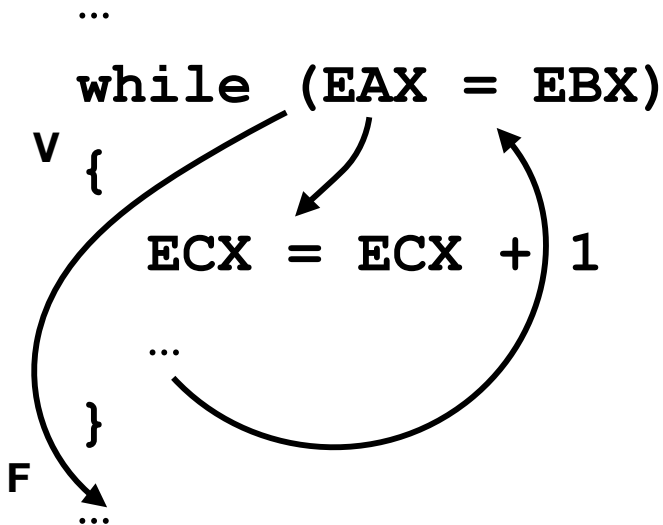 …
while (EAX = EBX)
V
{
ECX = ECX + 1
…
}
F
…